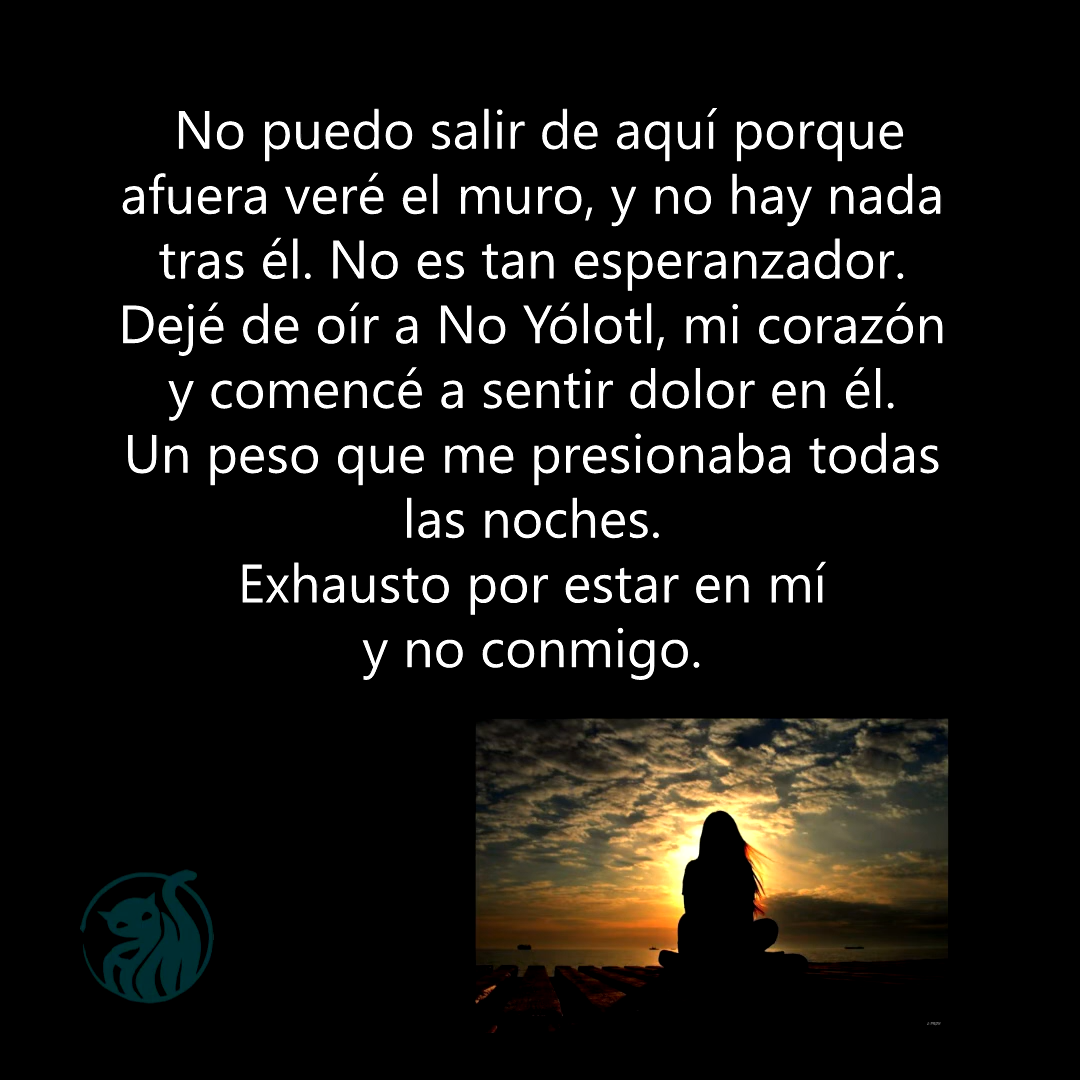 No puedo salir de aquí porque
afuera veré el muro, y no hay nada
tras él. No es tan esperanzador.
Dejé de oír a No Yólotl, mi corazón
y comencé a sentir dolor en él.
Un peso que me presionaba todas
las noches.
Exhausto por estar en mí
y no conmigo.